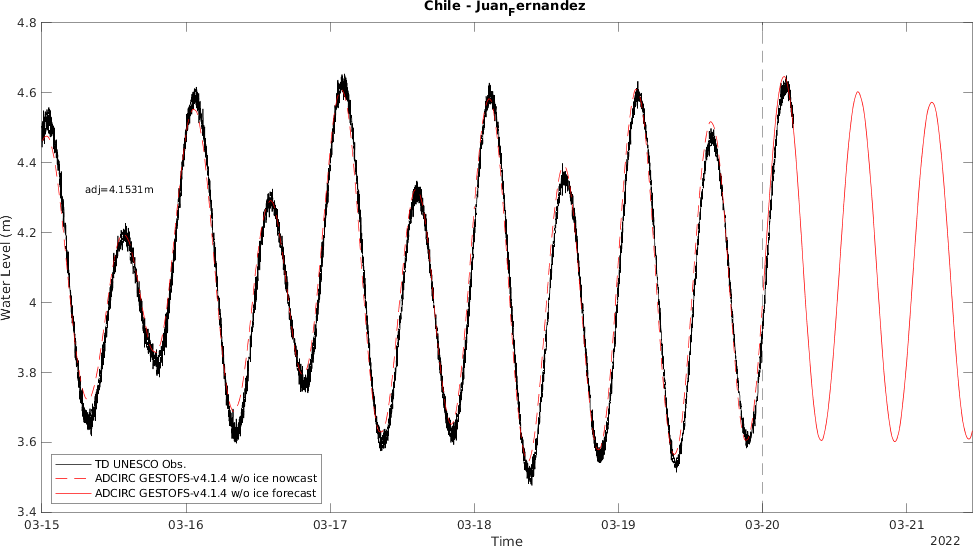 Chile - JuanFernandez
4.8
4.6
4.4
4.2
4
3.8
3.6
3.4
Water Level (m)
adj=4.1531m
TD UNESCO Obs.
ADCIRC GESTOFS-v4.1.4 w/o ice nowcast
ADCIRC GESTOFS-v4.1.4 w/o ice forecast
03-15 03-16 03-17 03-18 03-19 03-20 03-21
Time
2022